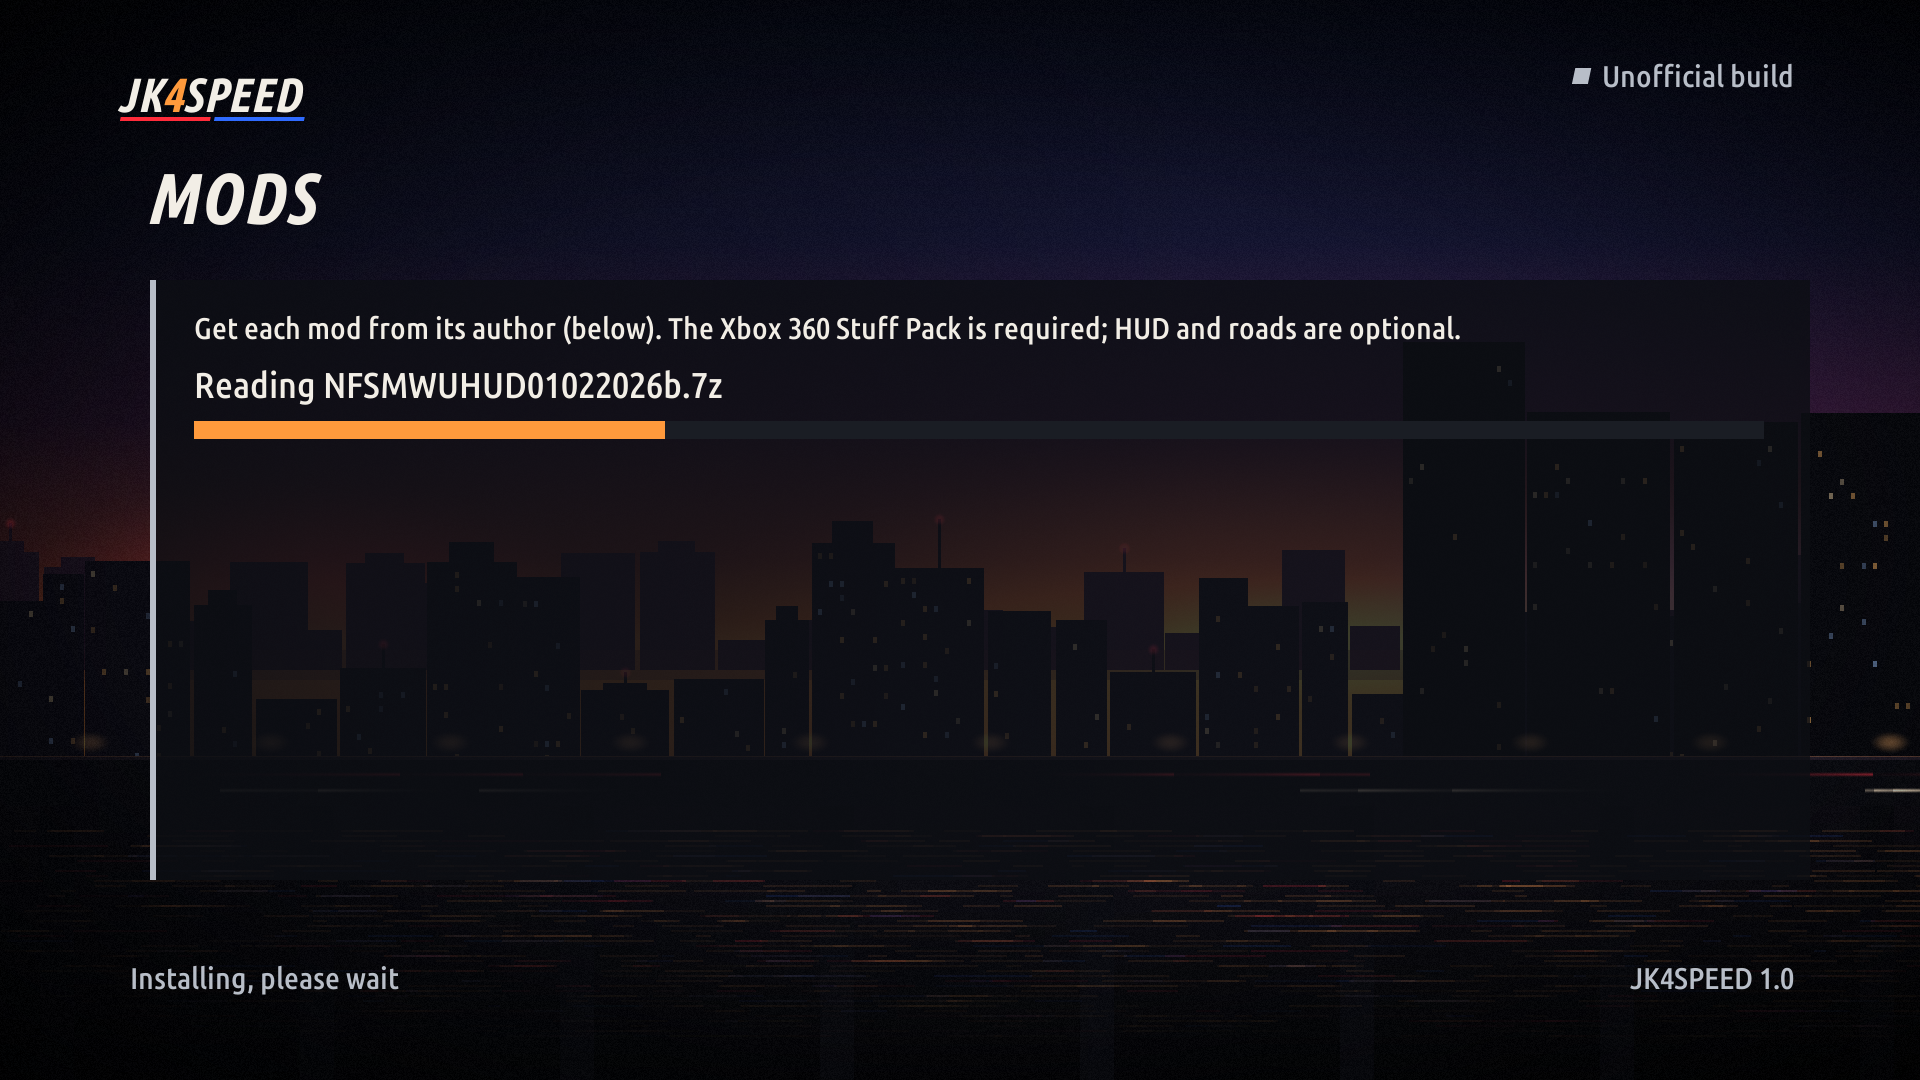 JK4SPEED
Unofficial build
MODS
Get each mod from its author (below). The Xbox 360 Stuff Pack is required; HUD and roads are optional.
Reading NFSMWUHUD01022026b.7z
Installing, please wait
JK4SPEED 1.0